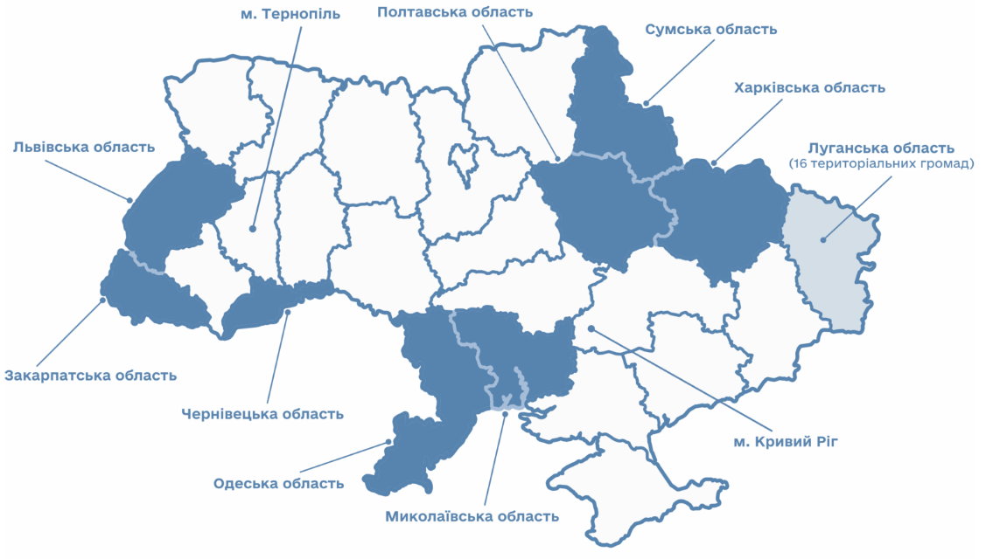 м. Тернопіль
Полтавська область
Сумська область
Харківська область
Львівська область
Луганська область
(16 територіальних громад)
Закарпатська область
Чернівецька область
м. Кривий Ріг
Одеська область
Миколаївська область